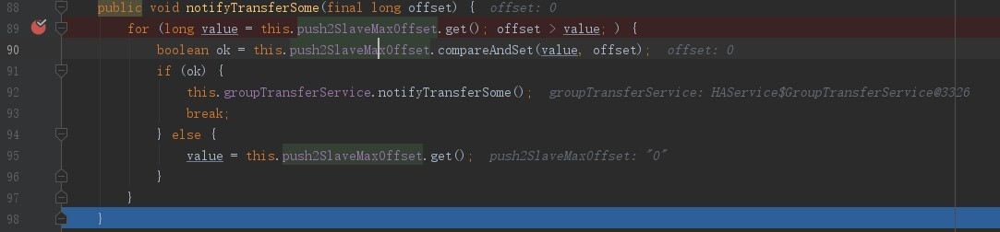 88 public void notifyTransferSome(final long offset) { offset: 0
89 for (long value = this.push2SlaveMaxOffset.get(); offset > value; ) {
90 boolean ok = this.push2SlaveMaxOffset.compareAndSet(value, offset); offset: 0
91 if (ok) {
92 this.groupTransferService.notifyTransferSome(); groupTransferService: HAService$GroupTransferService@3326
93 break;
94 } else {
95 value = this.push2SlaveMaxOffset.get(); push2SlaveMaxOffset: "0"
96 }
97 }
98 }